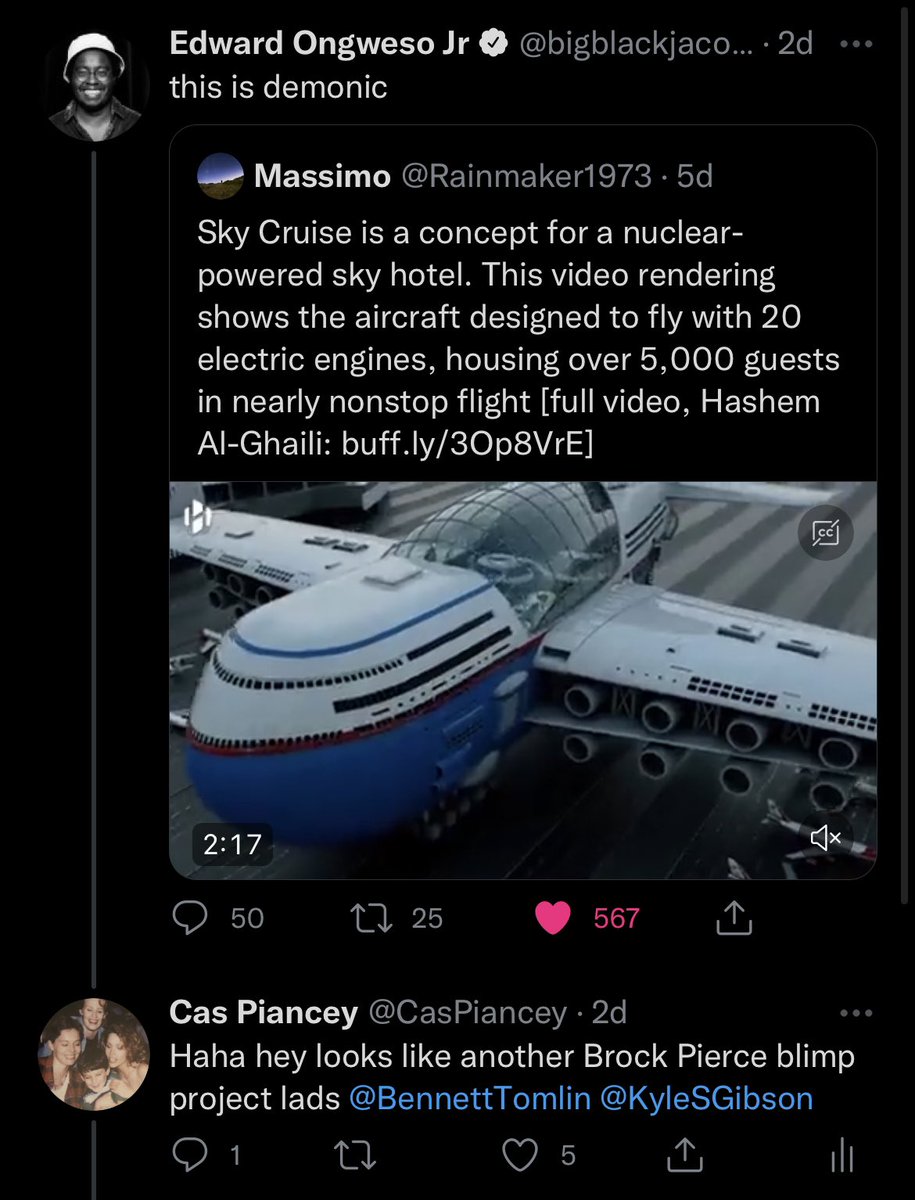 Edward Ongweso Jr @bigblackjaco... · 2d
this is demonic
Massimo @Rainmaker1973 · 5d
Sky Cruise is a concept for a nuclear-
powered sky hotel. This video rendering
shows the aircraft designed to fly with 20
electric engines, housing over 5,000 guests
in nearly nonstop flight [full video, Hashem
Al-Ghaili: buff.ly/3Op8VrE]
CC
2:17
50 25 567
Cas Piancey @CasPiancey · 2d
Haha hey looks like another Brock Pierce blimp
project lads @BennettTomlin @KyleSGibson
1 5